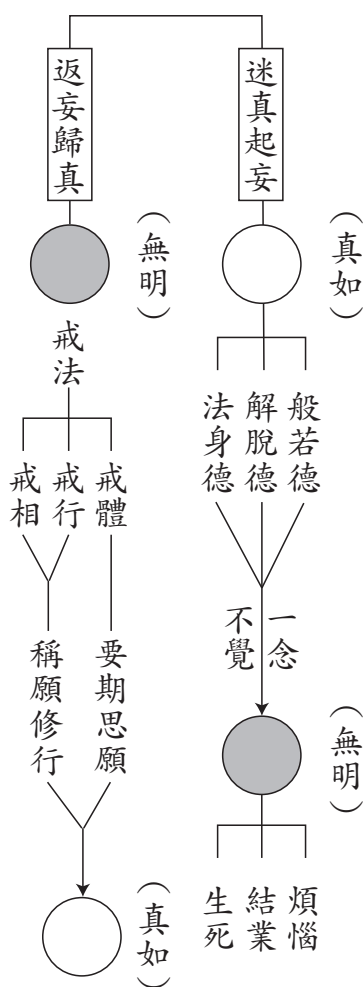 迷真起妄
（真如）
般若德
解脫德
法身德
一念
不覺
（無明）
煩惱
結業
生死
返妄歸真
（無明）
戒法
戒體
戒行
戒相
要期思願
稱願修行
（真如）